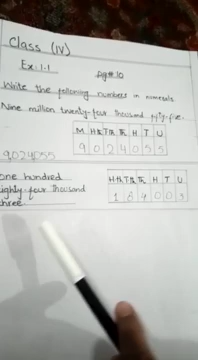 Class (IV)
Ex: 1.1
pg# 10
Write the following numbers in numerals.
Nine million twenty-four thousand fifty-five.
M H.Th T.Th Th H T U
9 0 2 4 0 5 5
9024055
one hundred
eighty-four thousand
three.
H.Th T.Th Th H T U
1 8 4 0 0 3